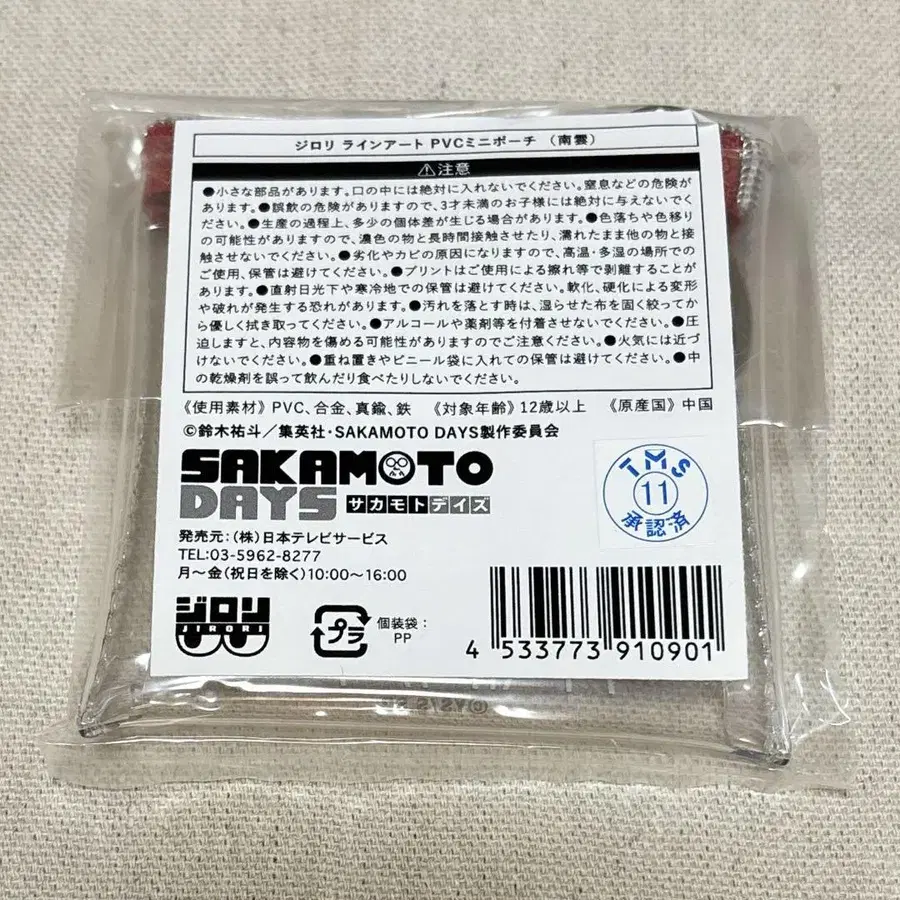 ジロリ ラインアート PVCミニポーチ （南雲）
⚠注意
●小さな部品があります。口の中には絶対に入れないでください。窒息などの危険が
あります。●誤飲の危険がありますので、3才未満のお子様には絶対に与えないでく
ださい。●生産の過程上、多少の個体差が生じる場合があります。●色落ちや色移り
の可能性がありますので、濃色の物と長時間接触させたり、濡れたまま他の物と接
触させないでください。●劣化やカビの原因になりますので、高温・多湿の場所での
ご使用、保管は避けてください。●プリントはご使用による擦れ等で剥離することが
あります。●直射日光下や寒冷地での保管は避けてください。軟化、硬化による変形
や破れが発生する恐れがあります。●汚れを落とす時は、湿らせた布を固く絞ってか
ら優しく拭き取ってください。●アルコールや薬剤等を付着させないでください。●圧
迫しますと、内容物を傷める可能性がありますのでご注意ください。●火気には近づ
けないでください。●重ね置きやビニール袋に入れての保管は避けてください。●中
の乾燥剤を誤って飲んだり食べたりしないでください。
《使用素材》PVC、合金、真鍮、鉄 《対象年齢》12歳以上 《原産国》中国
©鈴木祐斗／集英社・SAKAMOTO DAYS製作委員会
SAKAMOTO
DAYS サカモトデイズ
TMS
11
承認済
発売元：（株）日本テレビサービス
TEL:03-5962-8277
月～金（祝日を除く）10:00～16:00
ジロリ
JIRORI
プラ
個装袋：
PP
4 533773 910901